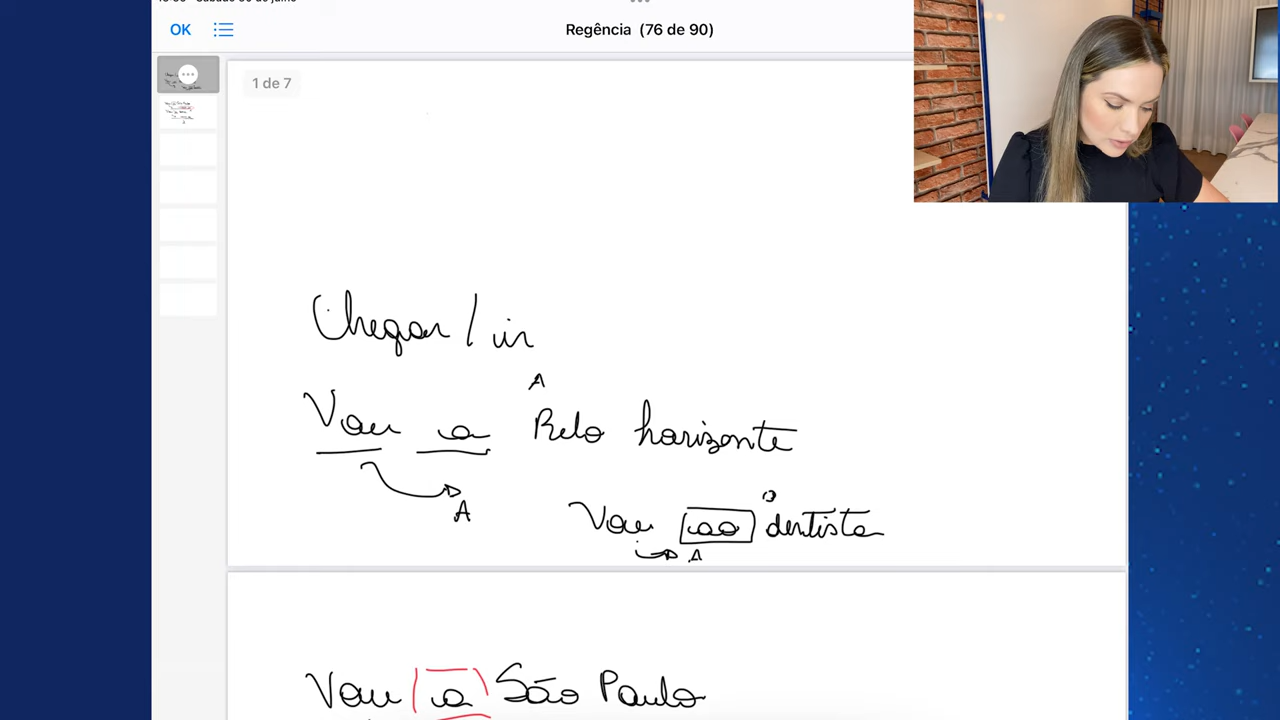 OK
Regência (76 de 90)
1 de 7
Chegar / ir
A
Vou a Belo horizonte
A
o
Vou ao dentista
A
Vou a São Paulo